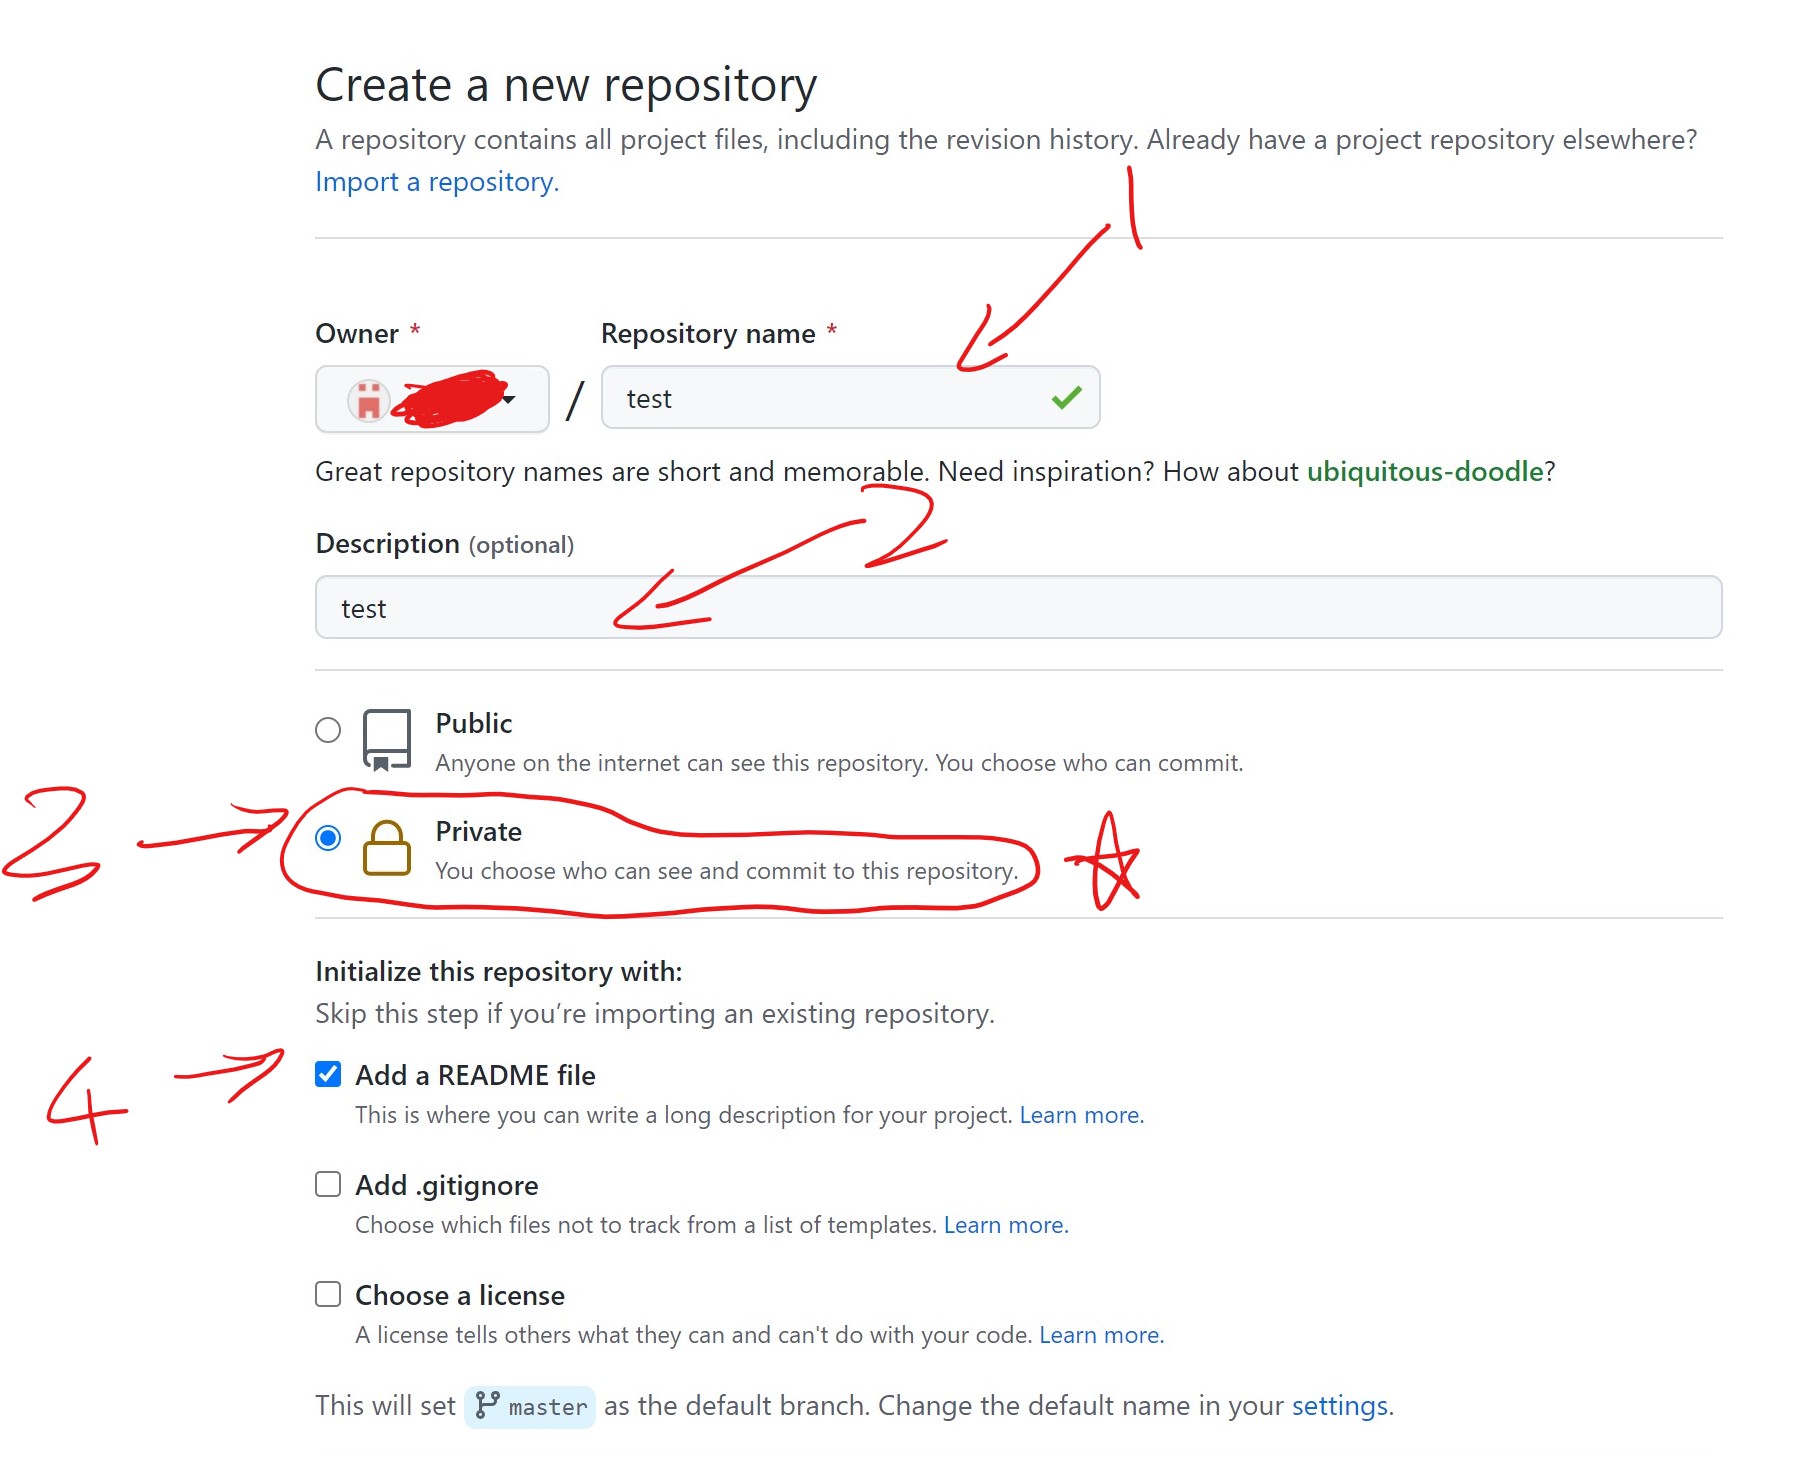 Create a new repository
A repository contains all project files, including the revision history. Already have a project repository elsewhere?
Import a repository.
1
Owner * Repository name *
/ test
Great repository names are short and memorable. Need inspiration? How about ubiquitous-doodle?
2
Description (optional)
test
Public
Anyone on the internet can see this repository. You choose who can commit.
3
Private
You choose who can see and commit to this repository.
Initialize this repository with:
Skip this step if you’re importing an existing repository.
4
Add a README file
This is where you can write a long description for your project. Learn more.
Add .gitignore
Choose which files not to track from a list of templates. Learn more.
Choose a license
A license tells others what they can and can't do with your code. Learn more.
This will set master as the default branch. Change the default name in your settings.